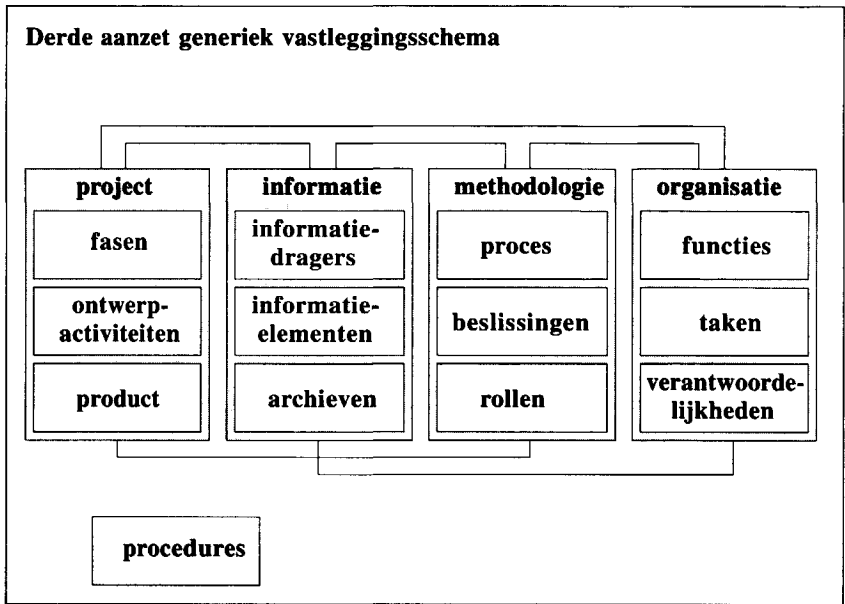 Derde aanzet generiek vastleggingsschema
project
fasen
ontwerp-
activiteiten
product
informatie
informatie-
dragers
informatie-
elementen
archieven
methodologie
proces
beslissingen
rollen
organisatie
functies
taken
verantwoorde-
lijkheden
procedures